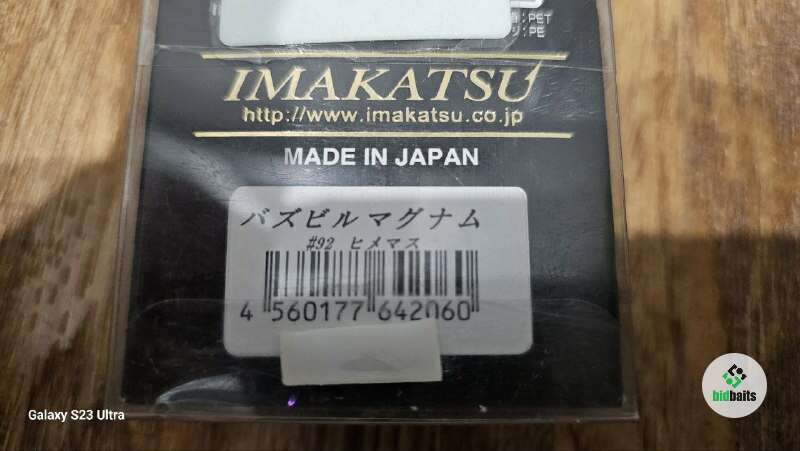 :PET
:PE
IMAKATSU
http://www.imakatsu.co.jp
MADE IN JAPAN
バズビルマグナム
#92 ヒメマス
4 560177 642060
Galaxy S23 Ultra
bidbaits